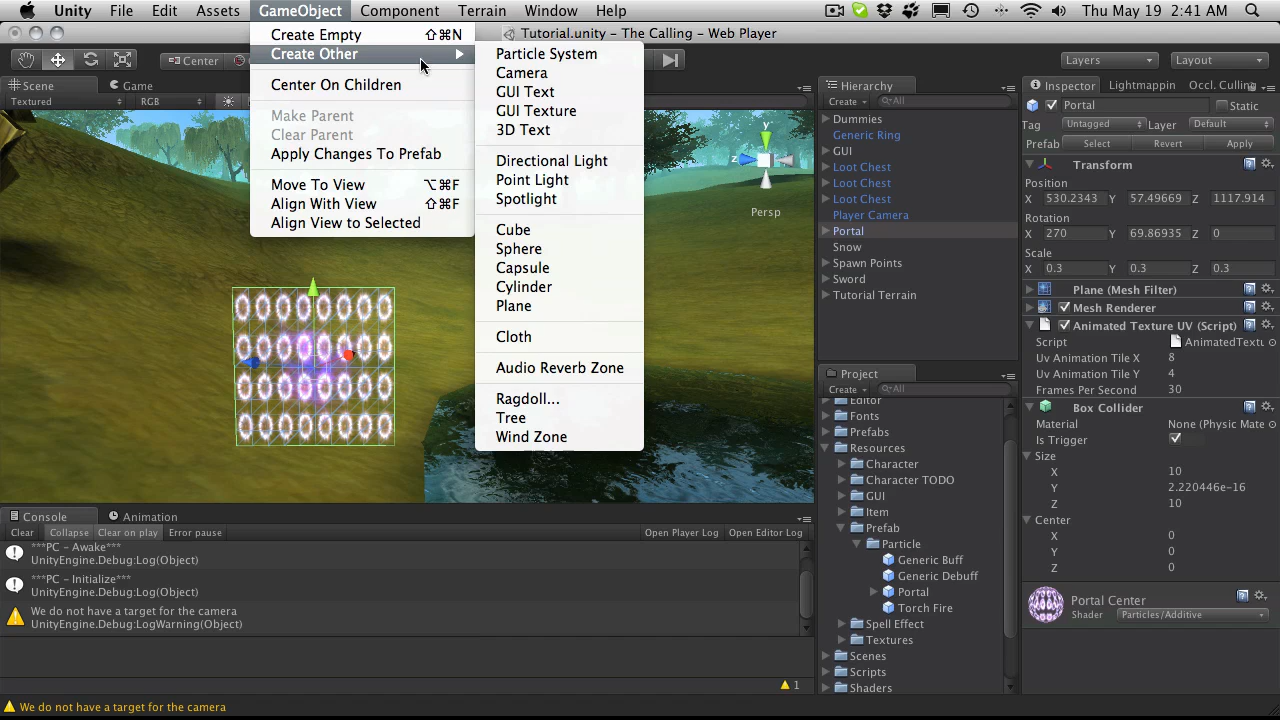 Unity File Edit Assets GameObject Component Terrain Window Help Thu May 19 2:41 AM
Tutorial.unity – The Calling – Web Player
Create Empty ⇧⌘N
Create Other ▶
Center On Children
Make Parent
Clear Parent
Apply Changes To Prefab
Move To View ⌥⌘F
Align With View ⇧⌘F
Align View to Selected
Particle System
Camera
GUI Text
GUI Texture
3D Text
Directional Light
Point Light
Spotlight
Cube
Sphere
Capsule
Cylinder
Plane
Cloth
Audio Reverb Zone
Ragdoll...
Tree
Wind Zone
Center
Layers Layout
Scene Game
Textured RGB
y
z
Persp
Console Animation
Clear Collapse Clear on play Error pause Open Player Log Open Editor Log
***PC – Awake***
UnityEngine.Debug:Log(Object)
***PC – Initialize***
UnityEngine.Debug:Log(Object)
We do not have a target for the camera
UnityEngine.Debug:LogWarning(Object)
1
We do not have a target for the camera
Hierarchy
Create All
Dummies
Generic Ring
GUI
Loot Chest
Loot Chest
Loot Chest
Player Camera
Portal
Snow
Spawn Points
Sword
Tutorial Terrain
Project
Create All
Editor
Fonts
Prefabs
Resources
Character
Character TODO
GUI
Item
Prefab
Particle
Generic Buff
Generic Debuff
Portal
Torch Fire
Spell Effect
Textures
Scenes
Scripts
Shaders
Inspector Lightmapping Occl. Culling
Portal Static
Tag Untagged Layer Default
Prefab Select Revert Apply
Transform
Position
X 530.2343 Y 57.49669 Z 1117.914
Rotation
X 270 Y 69.86935 Z 0
Scale
X 0.3 Y 0.3 Z 0.3
Plane (Mesh Filter)
Mesh Renderer
Animated Texture UV (Script)
Script AnimatedTextu
Uv Animation Tile X 8
Uv Animation Tile Y 4
Frames Per Second 30
Box Collider
Material None (Physic Mate
Is Trigger
Size
X 10
Y 2.220446e-16
Z 10
Center
X 0
Y 0
Z 0
Portal Center
Shader Particles/Additive